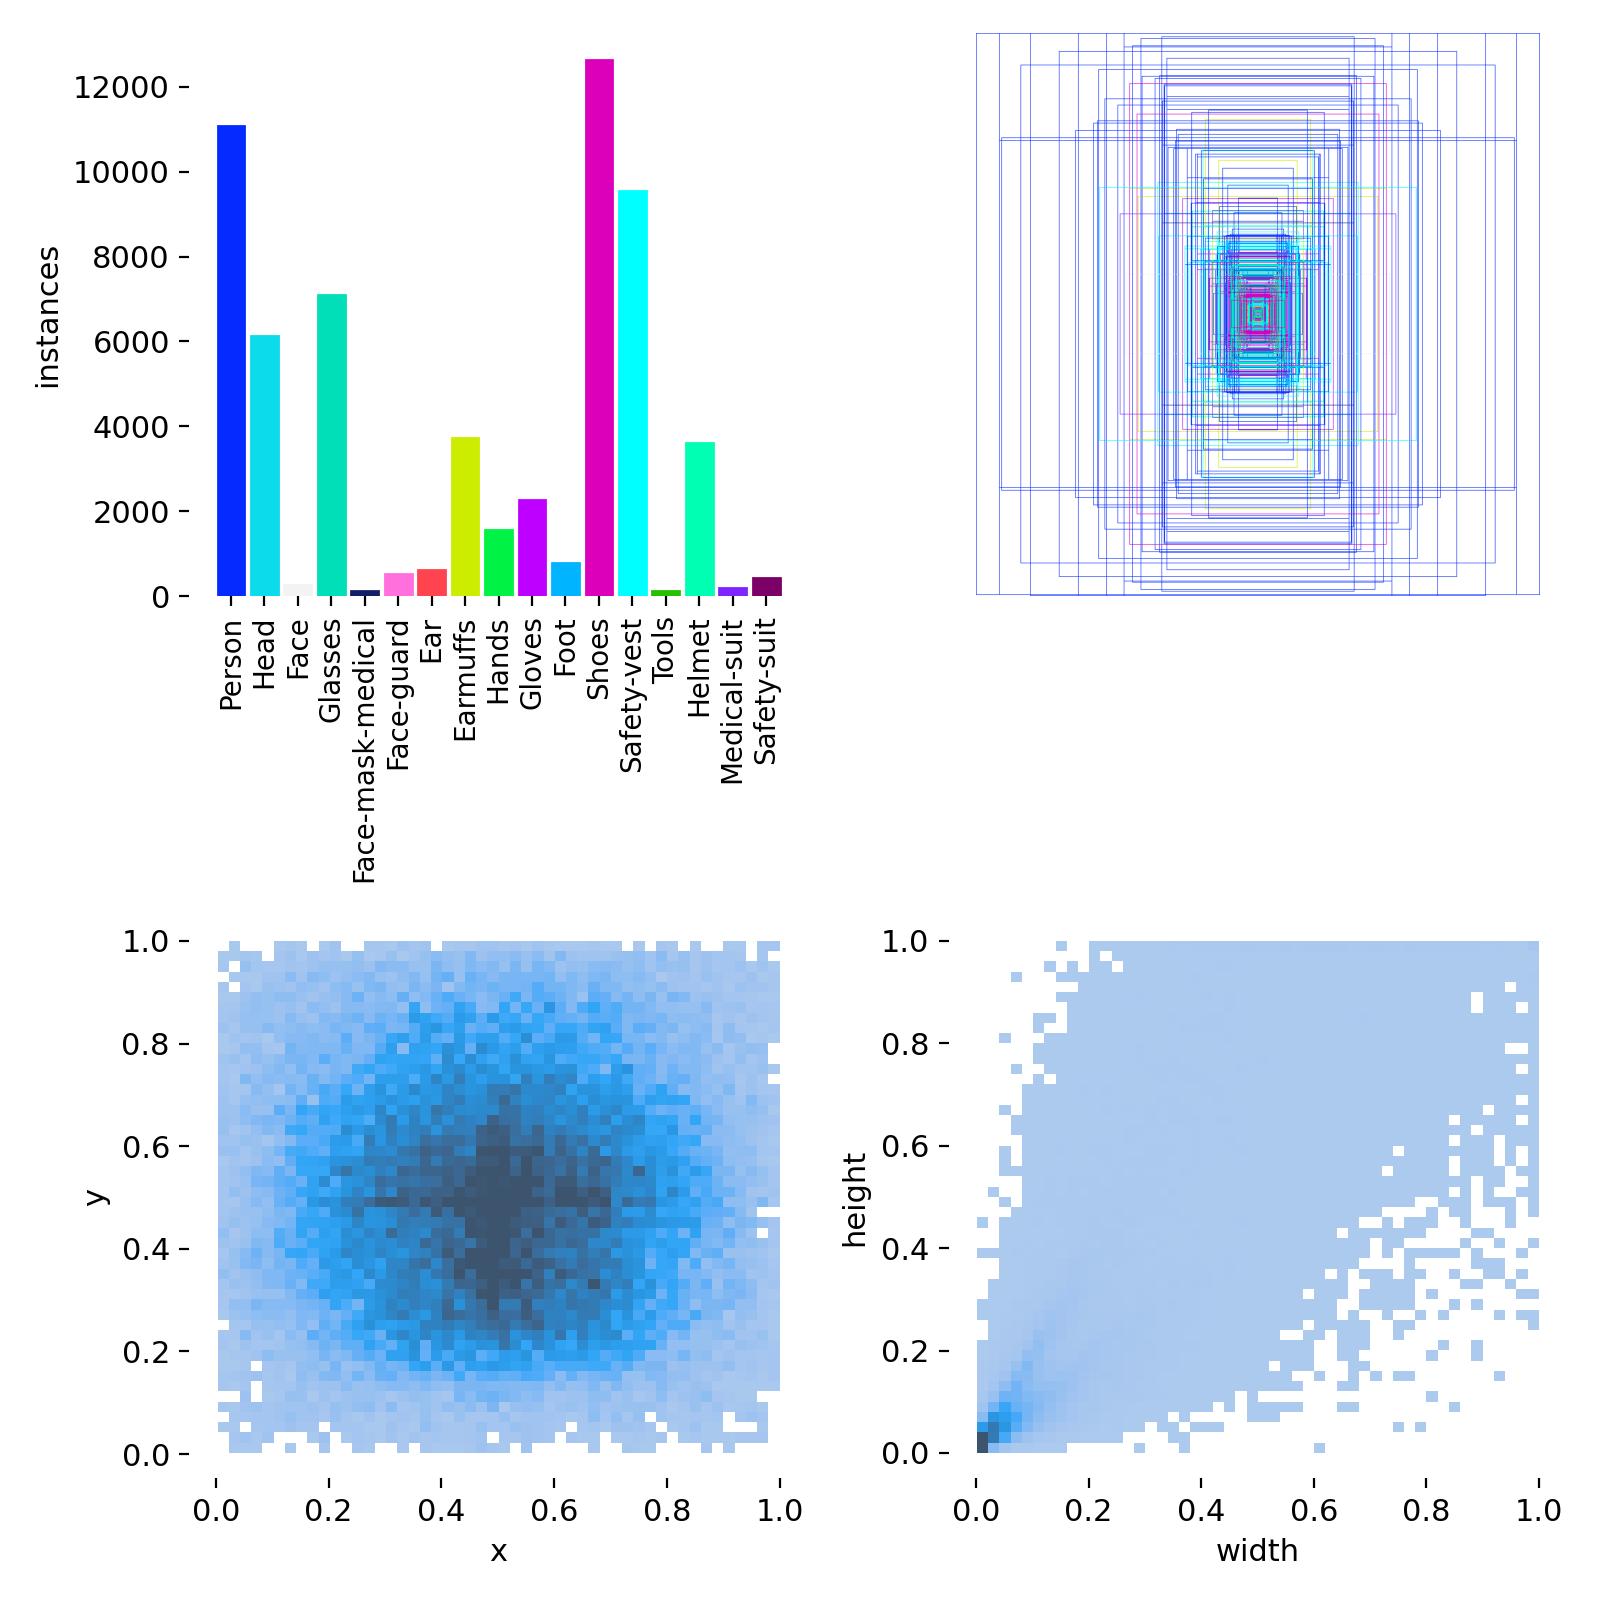 instances
12000
10000
8000
6000
4000
2000
0
Person
Head
Face
Glasses
Face-mask-medical
Face-guard
Ear
Earmuffs
Hands
Gloves
Foot
Shoes
Safety-vest
Tools
Helmet
Medical-suit
Safety-suit
y
1.0
0.8
0.6
0.4
0.2
0.0
0.0 0.2 0.4 0.6 0.8 1.0
x
height
1.0
0.8
0.6
0.4
0.2
0.0
0.0 0.2 0.4 0.6 0.8 1.0
width